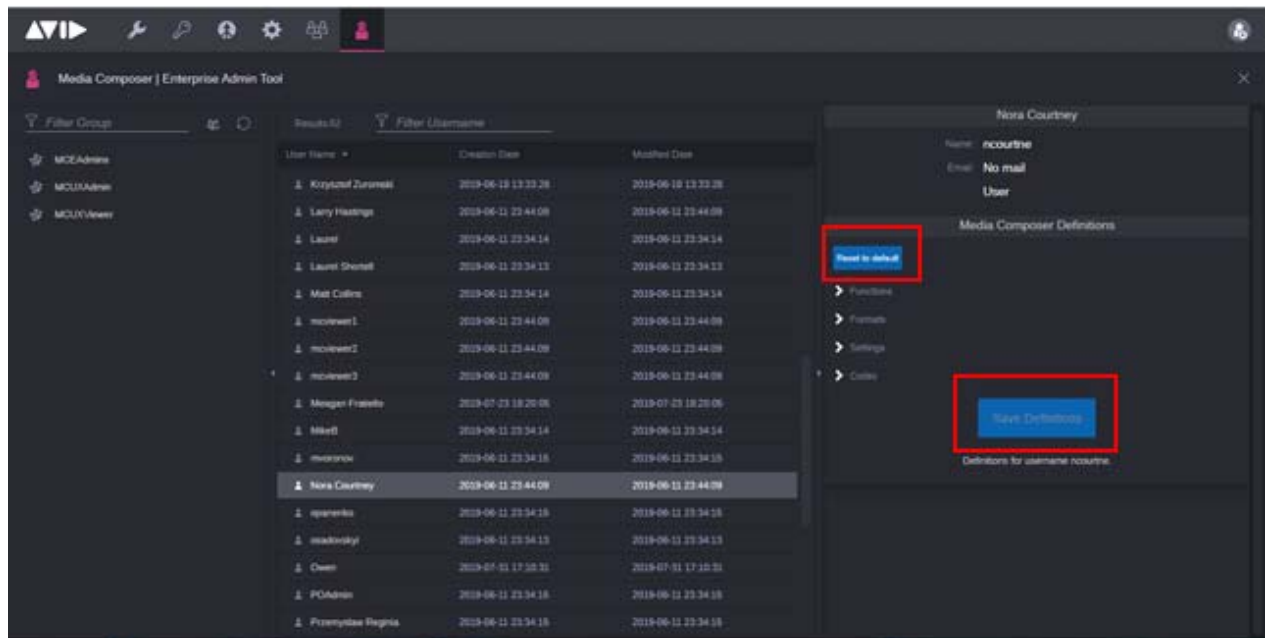 AVID
Media Composer | Enterprise Admin Tool
Filter Group
MCEAdmins
MCUXAdmin
MCUXViewer
Filter Username
User Name Creation Date Modified Date
Krzysztof Zuromski 2019-06-18 13:33:28 2019-06-18 13:33:28
Larry Hastings 2019-06-11 23:44:09 2019-06-11 23:44:09
Laurel 2019-06-11 23:34:14 2019-06-11 23:34:14
Laurel Shortell 2019-06-11 23:34:13 2019-06-11 23:34:13
Matt Collins 2019-06-11 23:34:14 2019-06-11 23:34:14
mcviewer1 2019-06-11 23:44:09 2019-06-11 23:44:09
mcviewer2 2019-06-11 23:44:09 2019-06-11 23:44:09
mcviewer3 2019-06-11 23:44:09 2019-06-11 23:44:09
Meagan Fratiello 2019-07-23 18:20:05 2019-07-23 18:20:05
MikeB 2019-06-11 23:34:14 2019-06-11 23:34:14
mvoronov 2019-06-11 23:34:15 2019-06-11 23:34:15
Nora Courtney 2019-06-11 23:44:09 2019-06-11 23:44:09
opanenko 2019-06-11 23:34:15 2019-06-11 23:34:15
osadovskyi 2019-06-11 23:34:13 2019-06-11 23:34:13
Owen 2019-07-31 17:10:31 2019-07-31 17:10:31
POAdmin 2019-06-11 23:34:15 2019-06-11 23:34:15
Przemyslaw Reginia 2019-06-11 23:34:15 2019-06-11 23:34:15
Nora Courtney
Name: ncourtne
Email: No mail
User
Media Composer Definitions
Reset to default
Functions
Formats
Settings
Codec
Save Definitions
Definitions for username ncourtne.